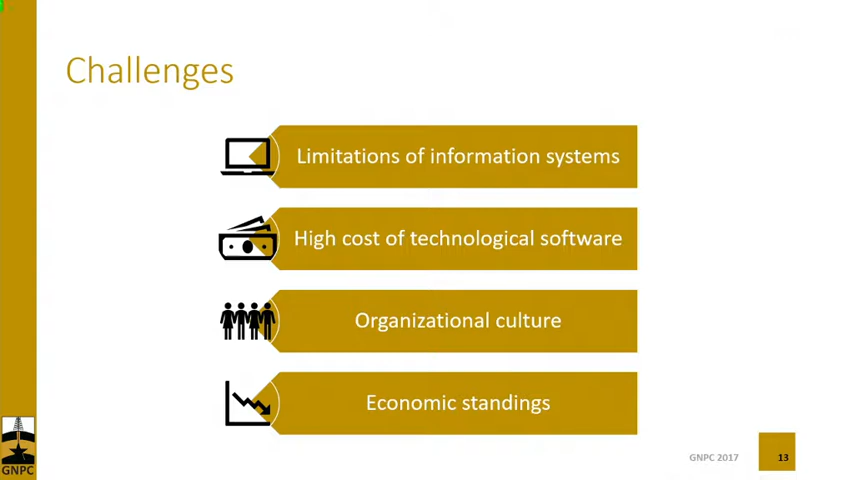 Challenges
Limitations of information systems
High cost of technological software
Organizational culture
Economic standings
GNPC
GNPC 2017
13